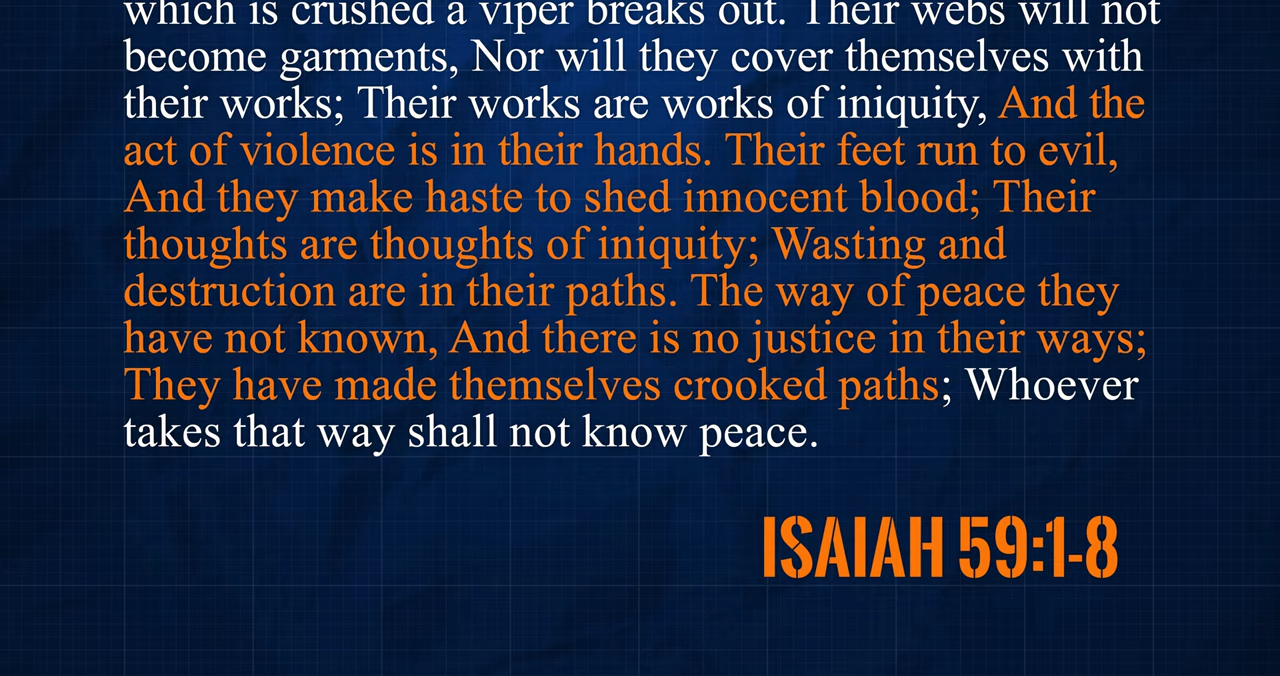 which is crushed a viper breaks out. Their webs will not
become garments, Nor will they cover themselves with
their works; Their works are works of iniquity, And the
act of violence is in their hands. Their feet run to evil,
And they make haste to shed innocent blood; Their
thoughts are thoughts of iniquity; Wasting and
destruction are in their paths. The way of peace they
have not known, And there is no justice in their ways;
They have made themselves crooked paths; Whoever
takes that way shall not know peace.
ISAIAH 59:1-8